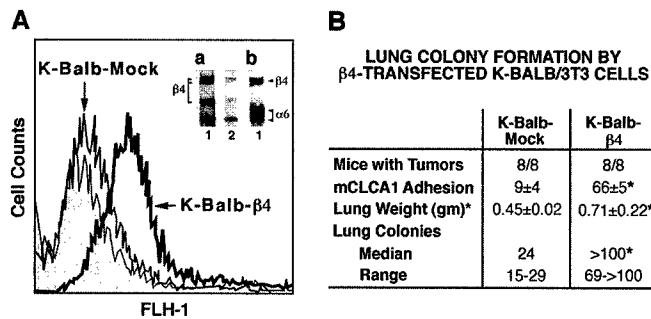 A
K-Balb-Mock
a
b
β4
β4
α6
1
2
1
K-Balb-β4
Cell Counts
FLH-1
B
LUNG COLONY FORMATION BY
β4-TRANSFECTED K-BALB/3T3 CELLS
K-Balb-
Mock
K-Balb-
β4
Mice with Tumors 8/8 8/8
mCLCA1 Adhesion 9±4 66±5*
Lung Weight (gm)* 0.45±0.02 0.71±0.22*
Lung Colonies
Median 24 >100*
Range 15-29 69->100